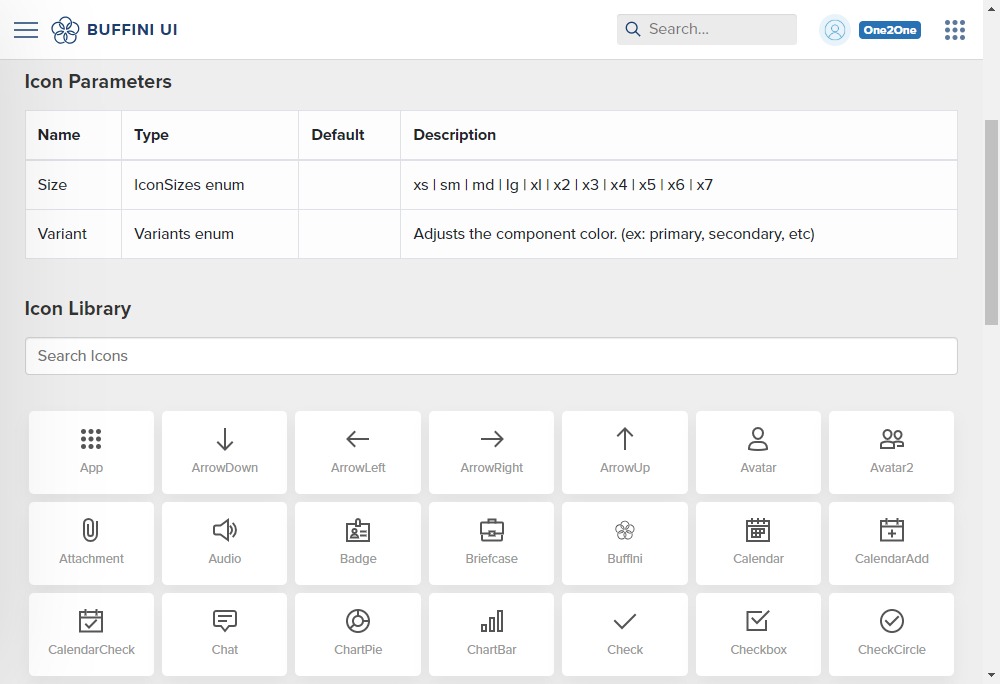 BUFFINI UI
Search...
One2One
Icon Parameters
Name Type Default Description
Size IconSizes enum xs | sm | md | lg | xl | x2 | x3 | x4 | x5 | x6 | x7
Variant Variants enum Adjusts the component color. (ex: primary, secondary, etc)
Icon Library
Search Icons
App ArrowDown ArrowLeft ArrowRight ArrowUp Avatar Avatar2
Attachment Audio Badge Briefcase BuffIni Calendar CalendarAdd
CalendarCheck Chat ChartPie ChartBar Check Checkbox CheckCircle